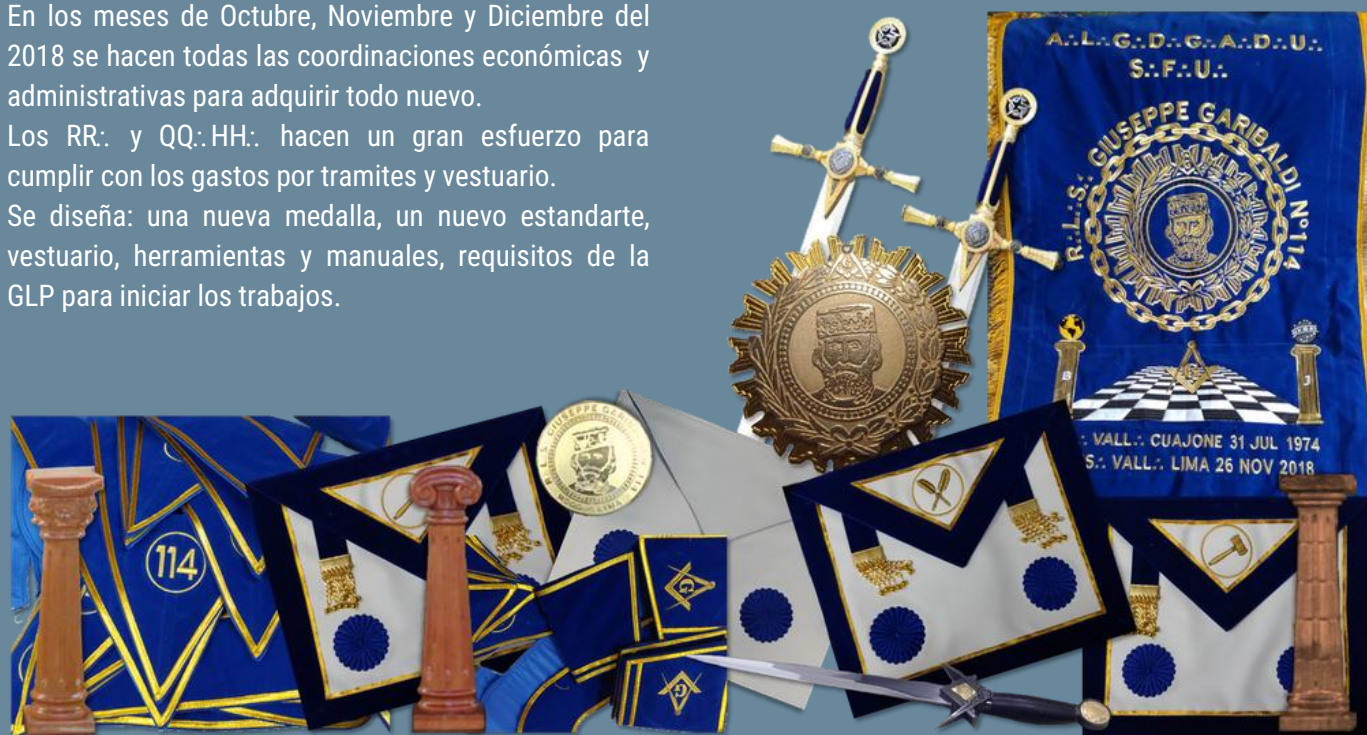 En los meses de Octubre, Noviembre y Diciembre del
2018 se hacen todas las coordinaciones económicas y
administrativas para adquirir todo nuevo.
Los RR:. y QQ:.HH:. hacen un gran esfuerzo para
cumplir con los gastos por tramites y vestuario.
Se diseña: una nueva medalla, un nuevo estandarte,
vestuario, herramientas y manuales, requisitos de la
GLP para iniciar los trabajos.
A∴L∴G∴D∴G∴A∴D∴U∴
S∴F∴U∴
R∴L∴S∴ GIUSEPPE GARIBALDI Nº114
G
B
J
VALL∴ CUAJONE 31 JUL 1974
S∴ VALL∴ LIMA 26 NOV 2018
114
G
G